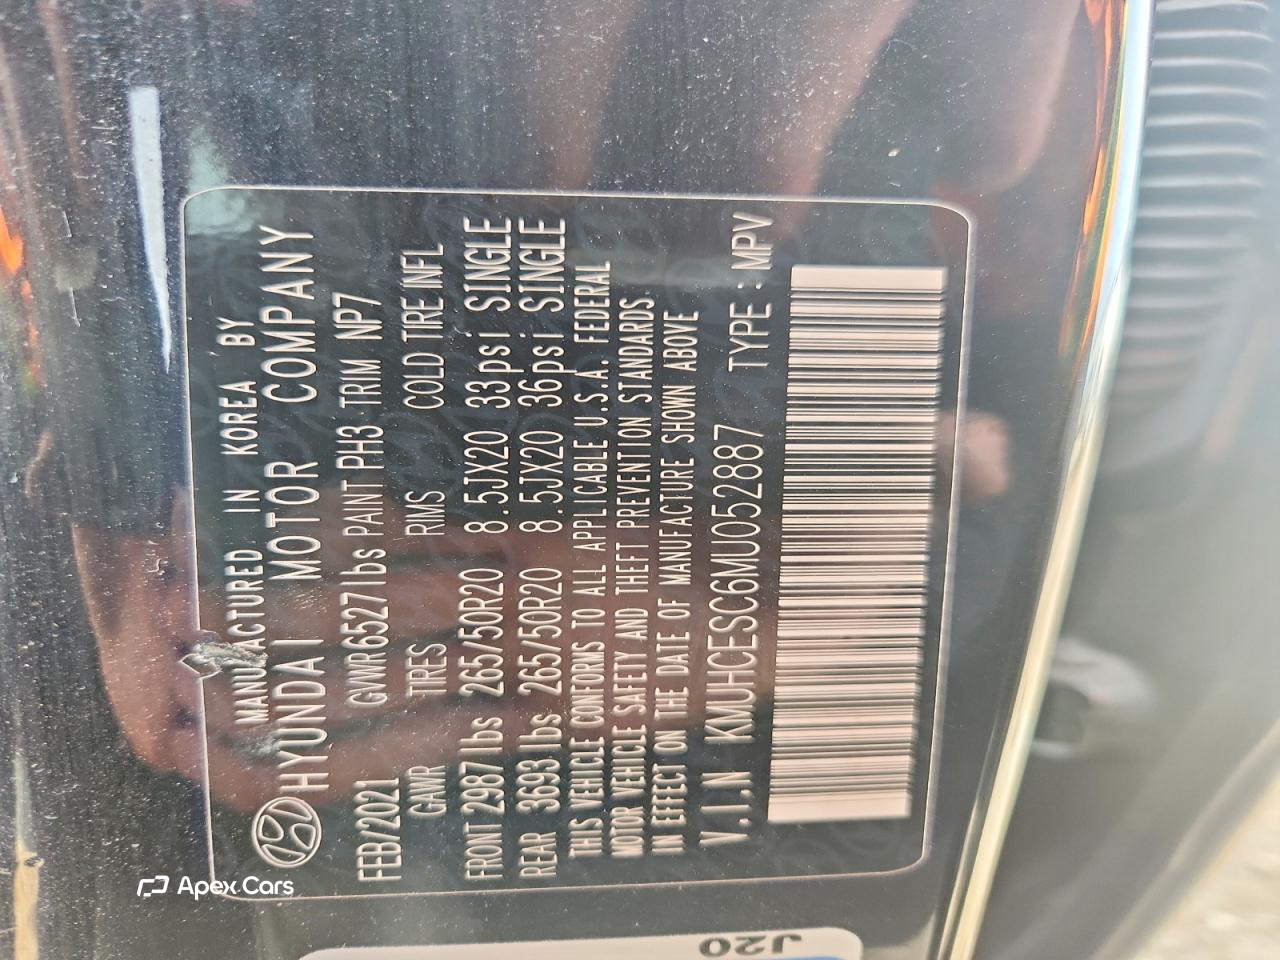 MANUFACTURED IN KOREA BY
HYUNDAI MOTOR COMPANY
FEB/2021 GVWR 6527lbs PAINT PH3 TRIM NP7
GAWR TIRES RIMS COLD TIRE INFL
FRONT 2987lbs 265/50R20 8.5JX20 33psi SINGLE
REAR 3693lbs 265/50R20 8.5JX20 36psi SINGLE
THIS VEHICLE CONFORMS TO ALL APPLICABLE U.S.A. FEDERAL
MOTOR VEHICLE SAFETY AND THEFT PREVENTION STANDARDS
IN EFFECT ON THE DATE OF MANUFACTURE SHOWN ABOVE
V.I.N KMUHCESC6MU052887 TYPE : MPV
Apex Cars
J20